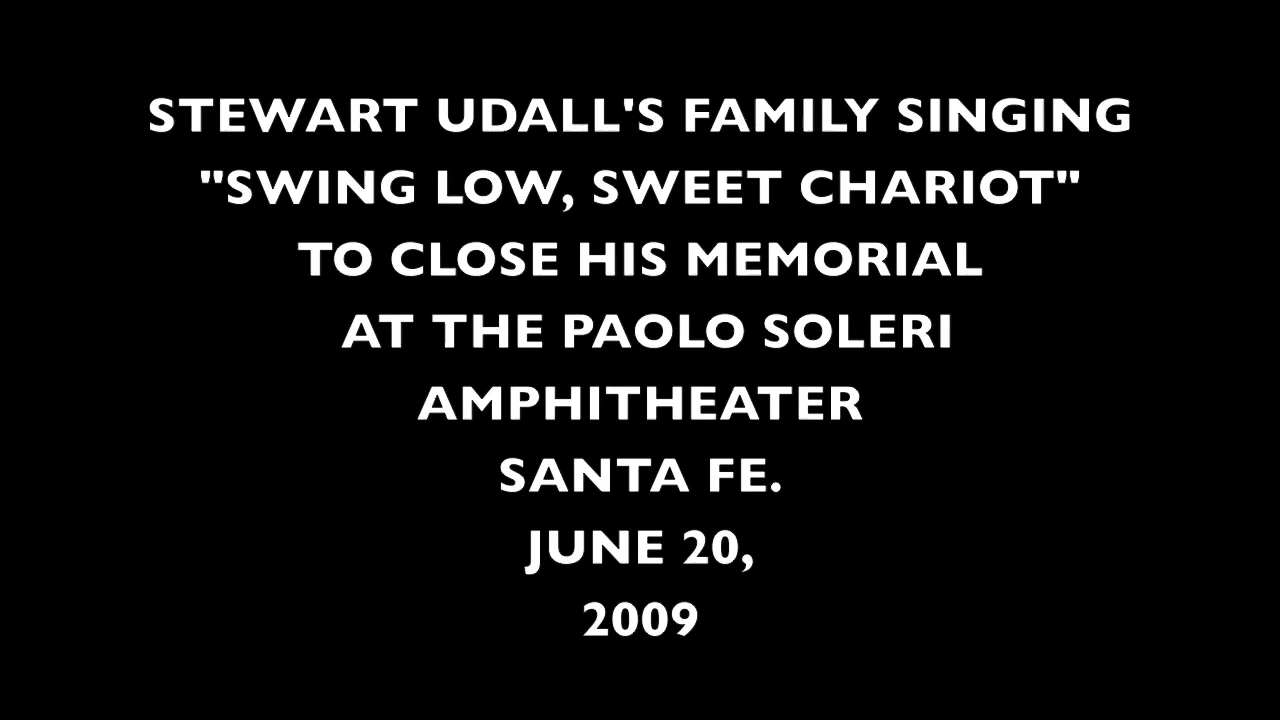 STEWART UDALL'S FAMILY SINGING
"SWING LOW, SWEET CHARIOT"
TO CLOSE HIS MEMORIAL
AT THE PAOLO SOLERI
AMPHITHEATER
SANTA FE.
JUNE 20,
2009